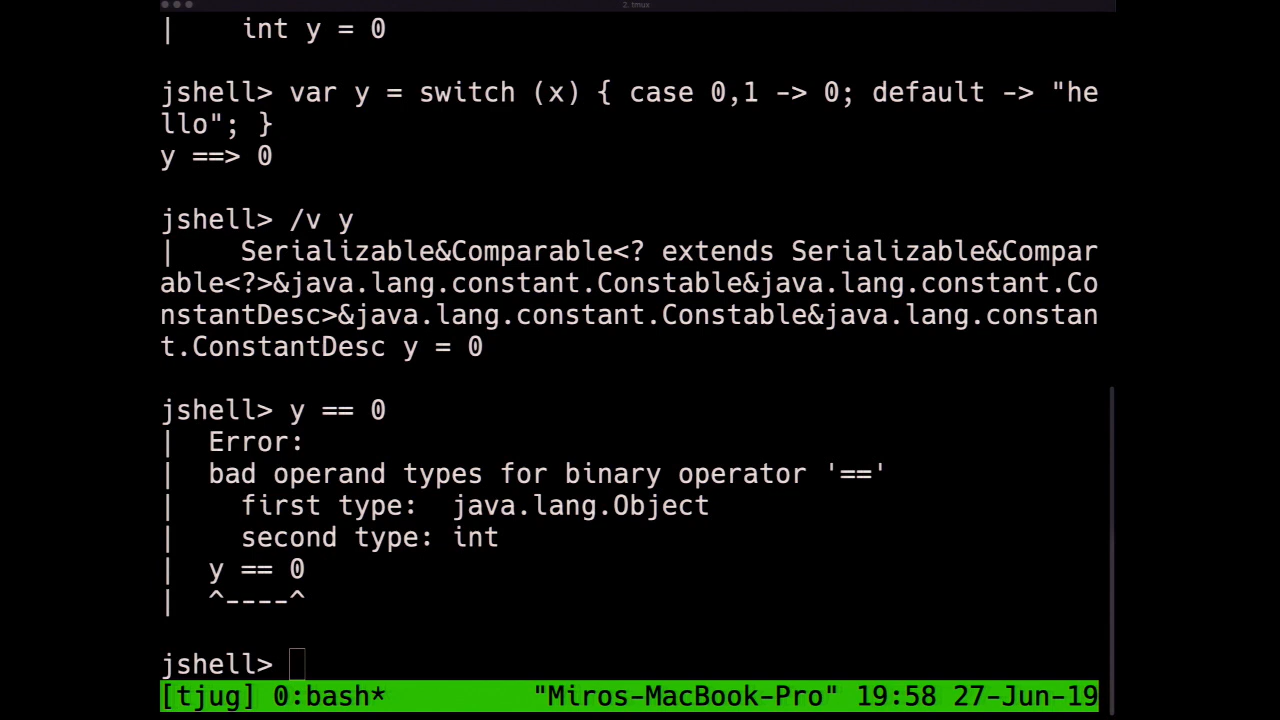 2. tmux
|    int y = 0
jshell> var y = switch (x) { case 0,1 -> 0; default -> "he
llo"; }
y ==> 0
jshell> /v y
|    Serializable&Comparable<? extends Serializable&Compar
able<?>&java.lang.constant.Constable&java.lang.constant.Co
nstantDesc>&java.lang.constant.Constable&java.lang.constan
t.ConstantDesc y = 0
jshell> y == 0
|  Error:
|  bad operand types for binary operator '=='
|    first type:  java.lang.Object
|    second type: int
|  y == 0
|  ^----^
jshell>
[tjug] 0:bash* "Miros-MacBook-Pro" 19:58 27-Jun-19